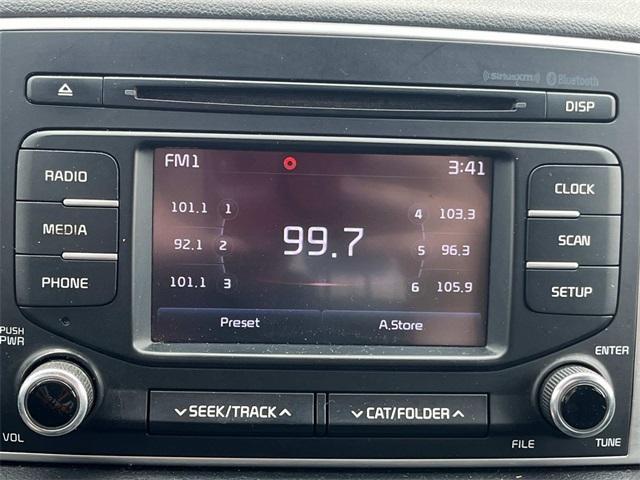 SiriusXM Bluetooth
DISP
FM1 3:41
RADIO
MEDIA
PHONE
101.1 1
92.1 2
101.1 3
99.7
4 103.3
5 96.3
6 105.9
Preset A.Store
CLOCK
SCAN
SETUP
PUSH
PWR
VOL
SEEK/TRACK
CAT/FOLDER
ENTER
FILE TUNE